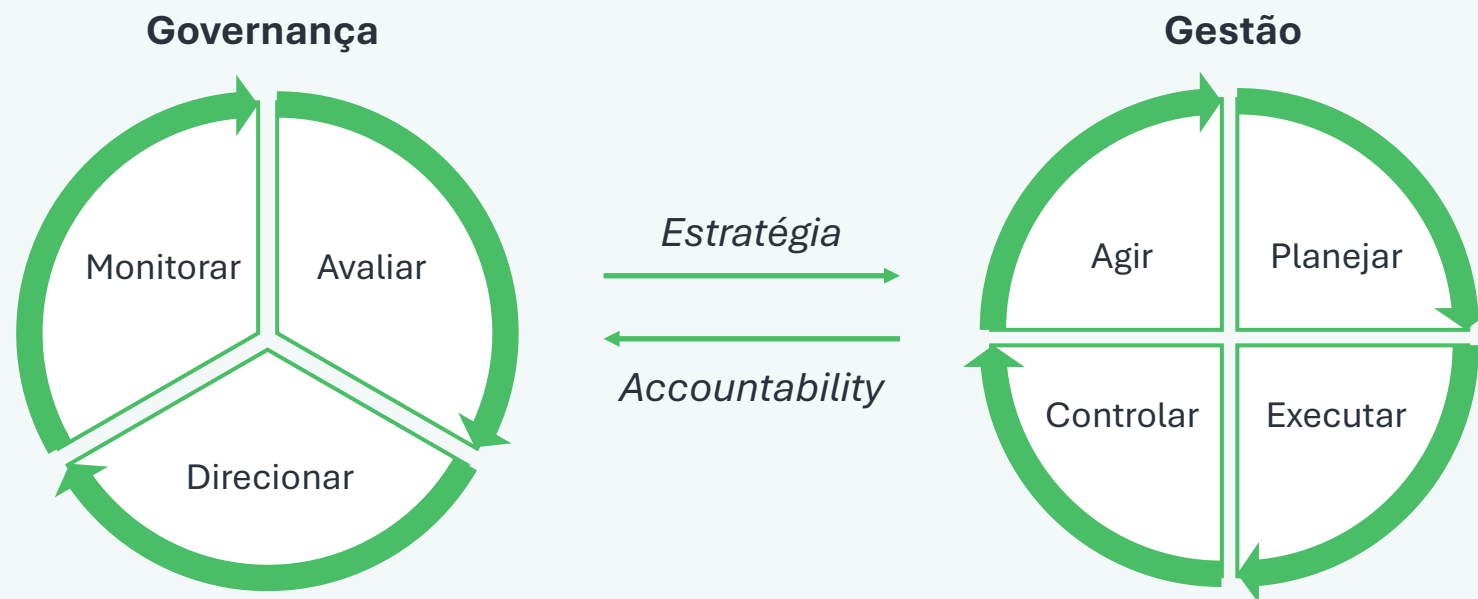 Governança
Monitorar
Avaliar
Direcionar
Estratégia
Accountability
Gestão
Agir
Planejar
Controlar
Executar